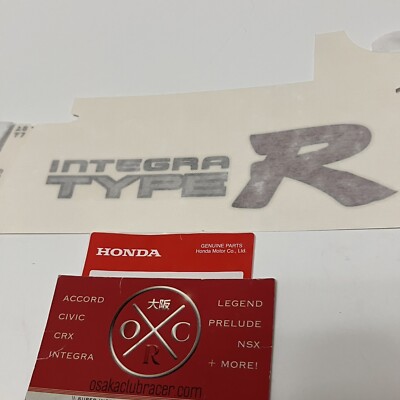 INTEGRA
TYPE R
HONDA
GENUINE PARTS
Honda Motor Co., Ltd.
ACCORD
CIVIC
CRX
INTEGRA
大阪
O C
R
LEGEND
PRELUDE
NSX
+ MORE!
osakaclubracer.com